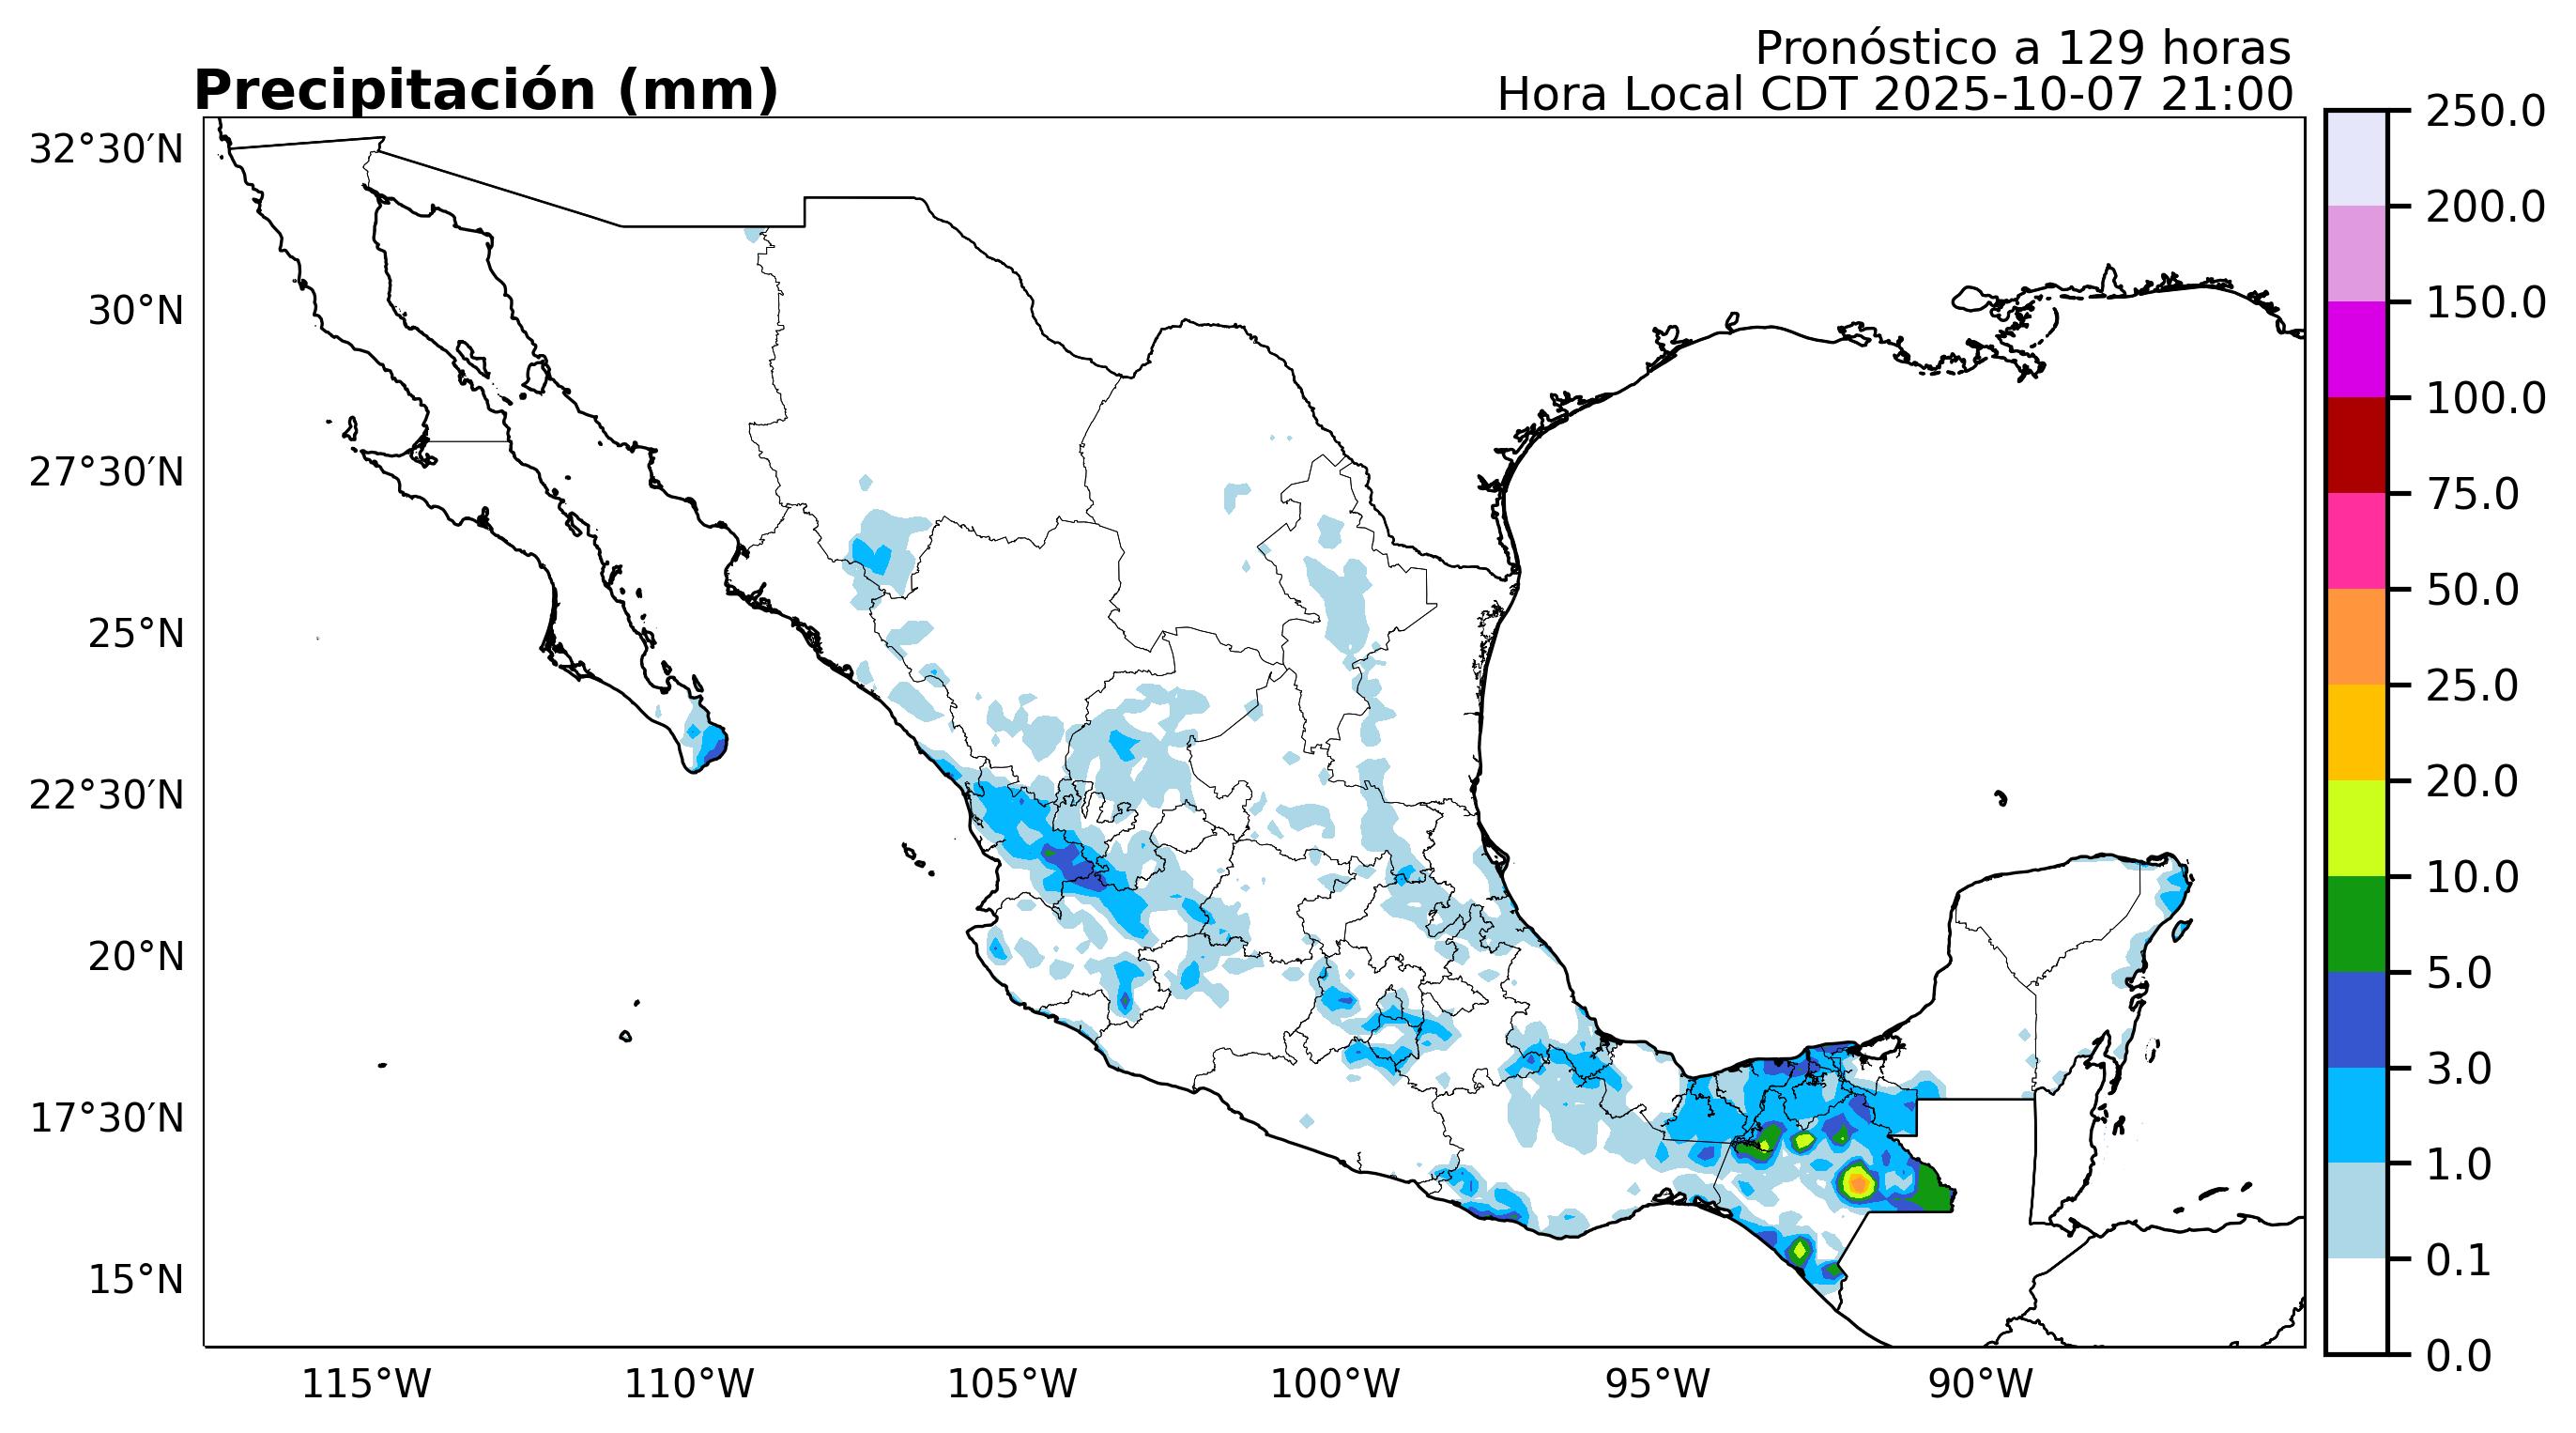 Pronóstico a 129 horas
Precipitación (mm)
Hora Local CDT 2025-10-07 21:00
32°30′N
30°N
27°30′N
25°N
22°30′N
20°N
17°30′N
15°N
115°W
110°W
105°W
100°W
95°W
90°W
250.0
200.0
150.0
100.0
75.0
50.0
25.0
20.0
10.0
5.0
3.0
1.0
0.1
0.0